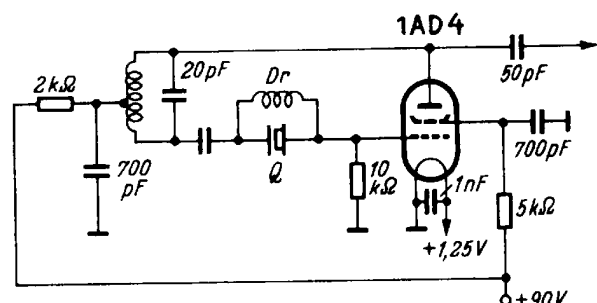 1AD4
2kΩ
20pF
Dr
50pF
700
pF
Q
10
kΩ
1nF
700pF
5kΩ
+1,25V
+90V